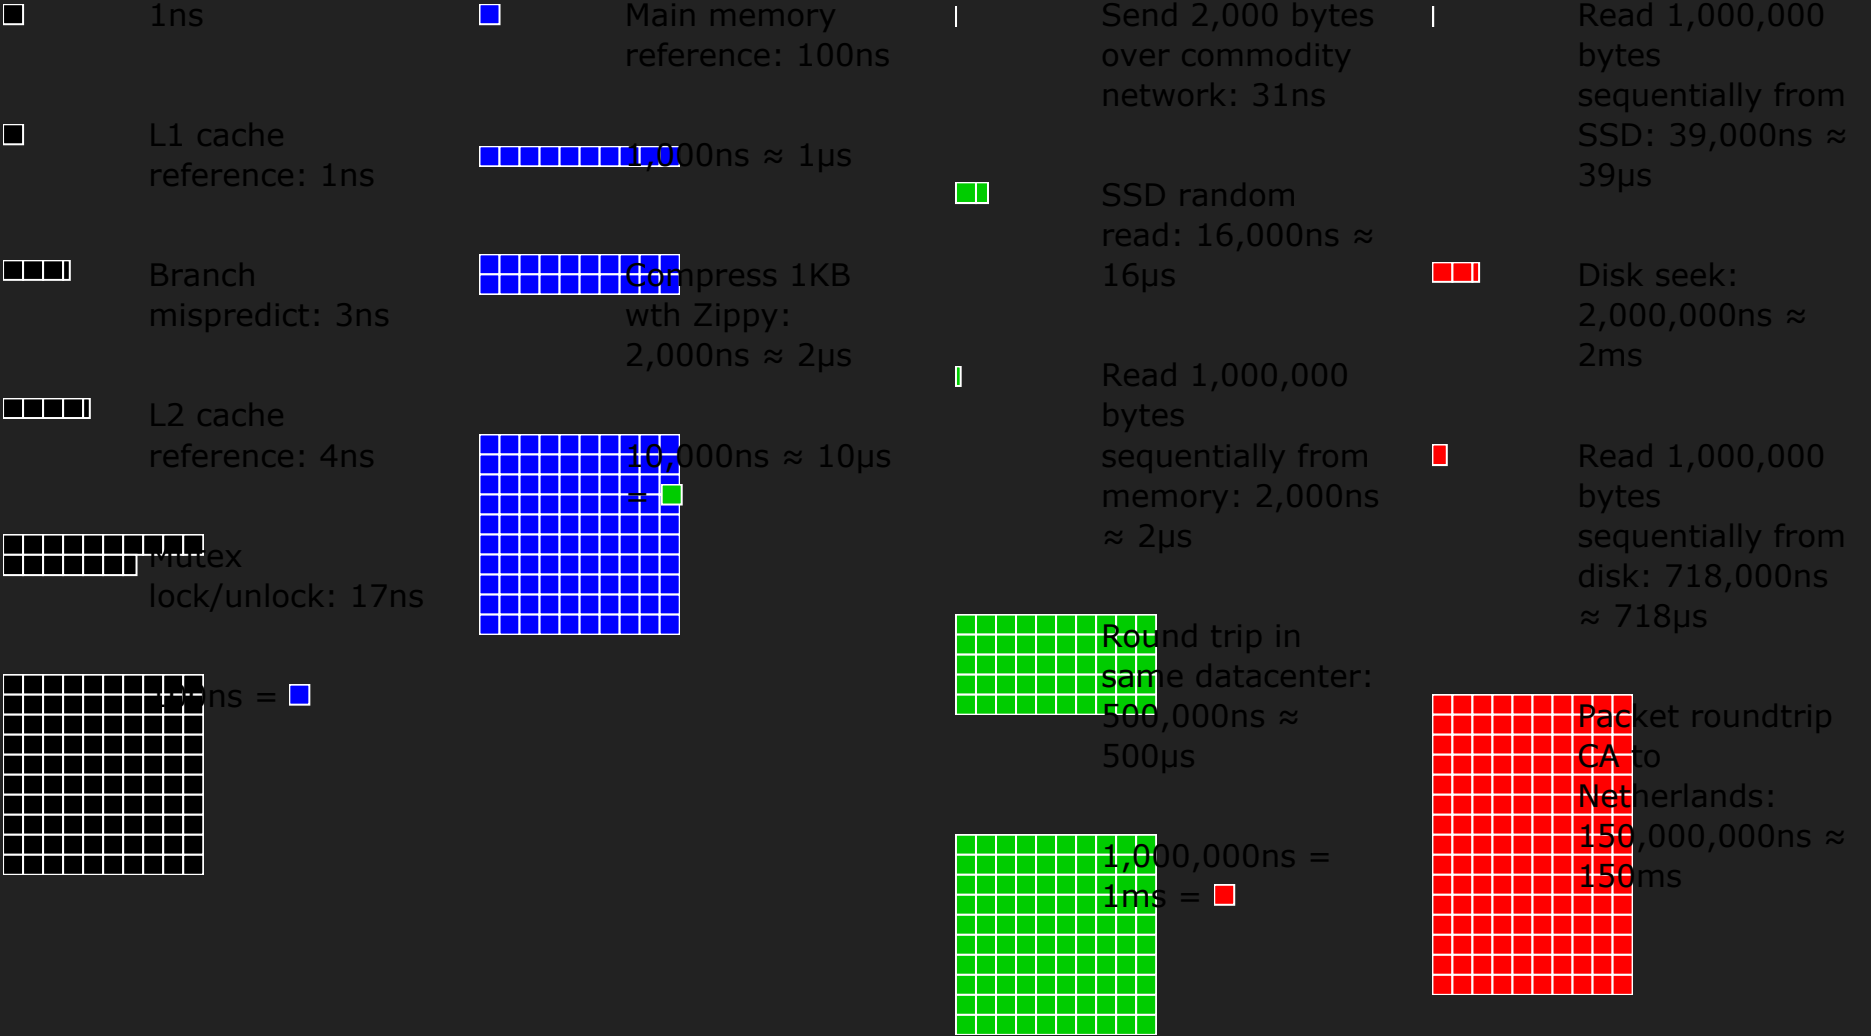 1ns
L1 cache
reference: 1ns
Branch
mispredict: 3ns
L2 cache
reference: 4ns
Mutex
lock/unlock: 17ns
100ns =
Main memory
reference: 100ns
1,000ns ≈ 1µs
Compress 1KB
wth Zippy:
2,000ns ≈ 2µs
10,000ns ≈ 10µs
=
Send 2,000 bytes
over commodity
network: 31ns
SSD random
read: 16,000ns ≈
16µs
Read 1,000,000
bytes
sequentially from
memory: 2,000ns
≈ 2µs
Round trip in
same datacenter:
500,000ns ≈
500µs
1,000,000ns =
1ms =
Read 1,000,000
bytes
sequentially from
SSD: 39,000ns ≈
39µs
Disk seek:
2,000,000ns ≈
2ms
Read 1,000,000
bytes
sequentially from
disk: 718,000ns
≈ 718µs
Packet roundtrip
CA to
Netherlands:
150,000,000ns ≈
150ms